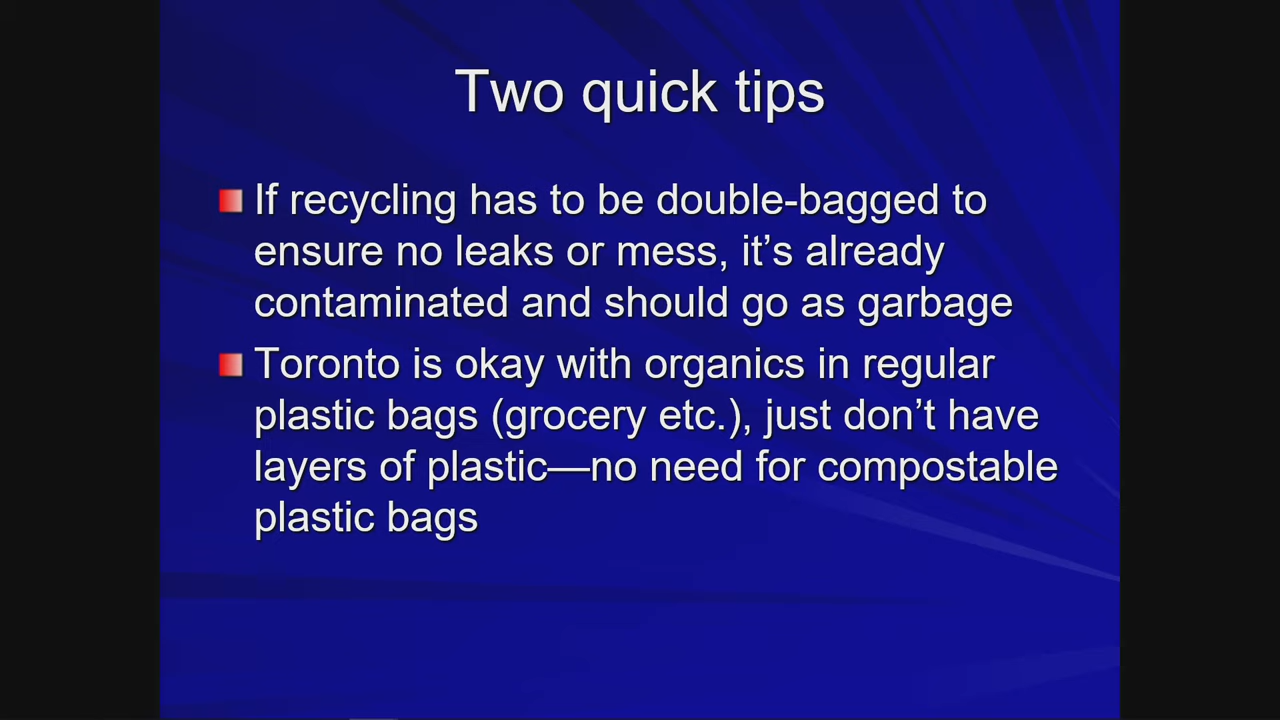 Two quick tips
If recycling has to be double-bagged to
ensure no leaks or mess, it’s already
contaminated and should go as garbage
Toronto is okay with organics in regular
plastic bags (grocery etc.), just don’t have
layers of plastic—no need for compostable
plastic bags